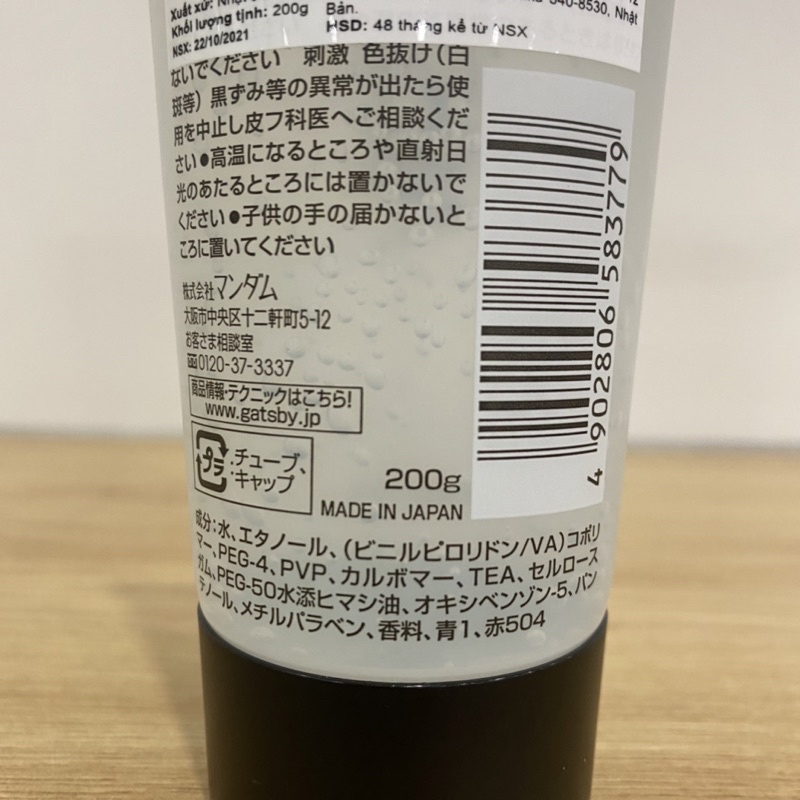 Xuất xứ: Nhật
540-8530, Nhật
Khối lượng tịnh: 200g Bản.
NSX: 22/10/2021 HSD: 48 tháng kể từ NSX
ないでください 刺激 色抜け(白
斑等)黒ずみ等の異常が出たら使
用を中止し皮フ科医へご相談くだ
さい●高温になるところや直射日
光のあたるところには置かないで
ください●子供の手の届かないと
ころに置いてください
株式会社マンダム
大阪市中央区十二軒町5-12
お客さま相談室
0120-37-3337
商品情報・テクニックはこちら!
www.gatsby.jp
プラ :チューブ、
:キャップ
200g
MADE IN JAPAN
4 902806 583779
成分:水、エタノール、(ビニルピロリドン/VA)コポリ
マー、PEG-4、PVP、カルボマー、TEA、セルロース
ガム、PEG-50水添ヒマシ油、オキシベンゾン-5、パン
テノール、メチルパラベン、香料、青1、赤504